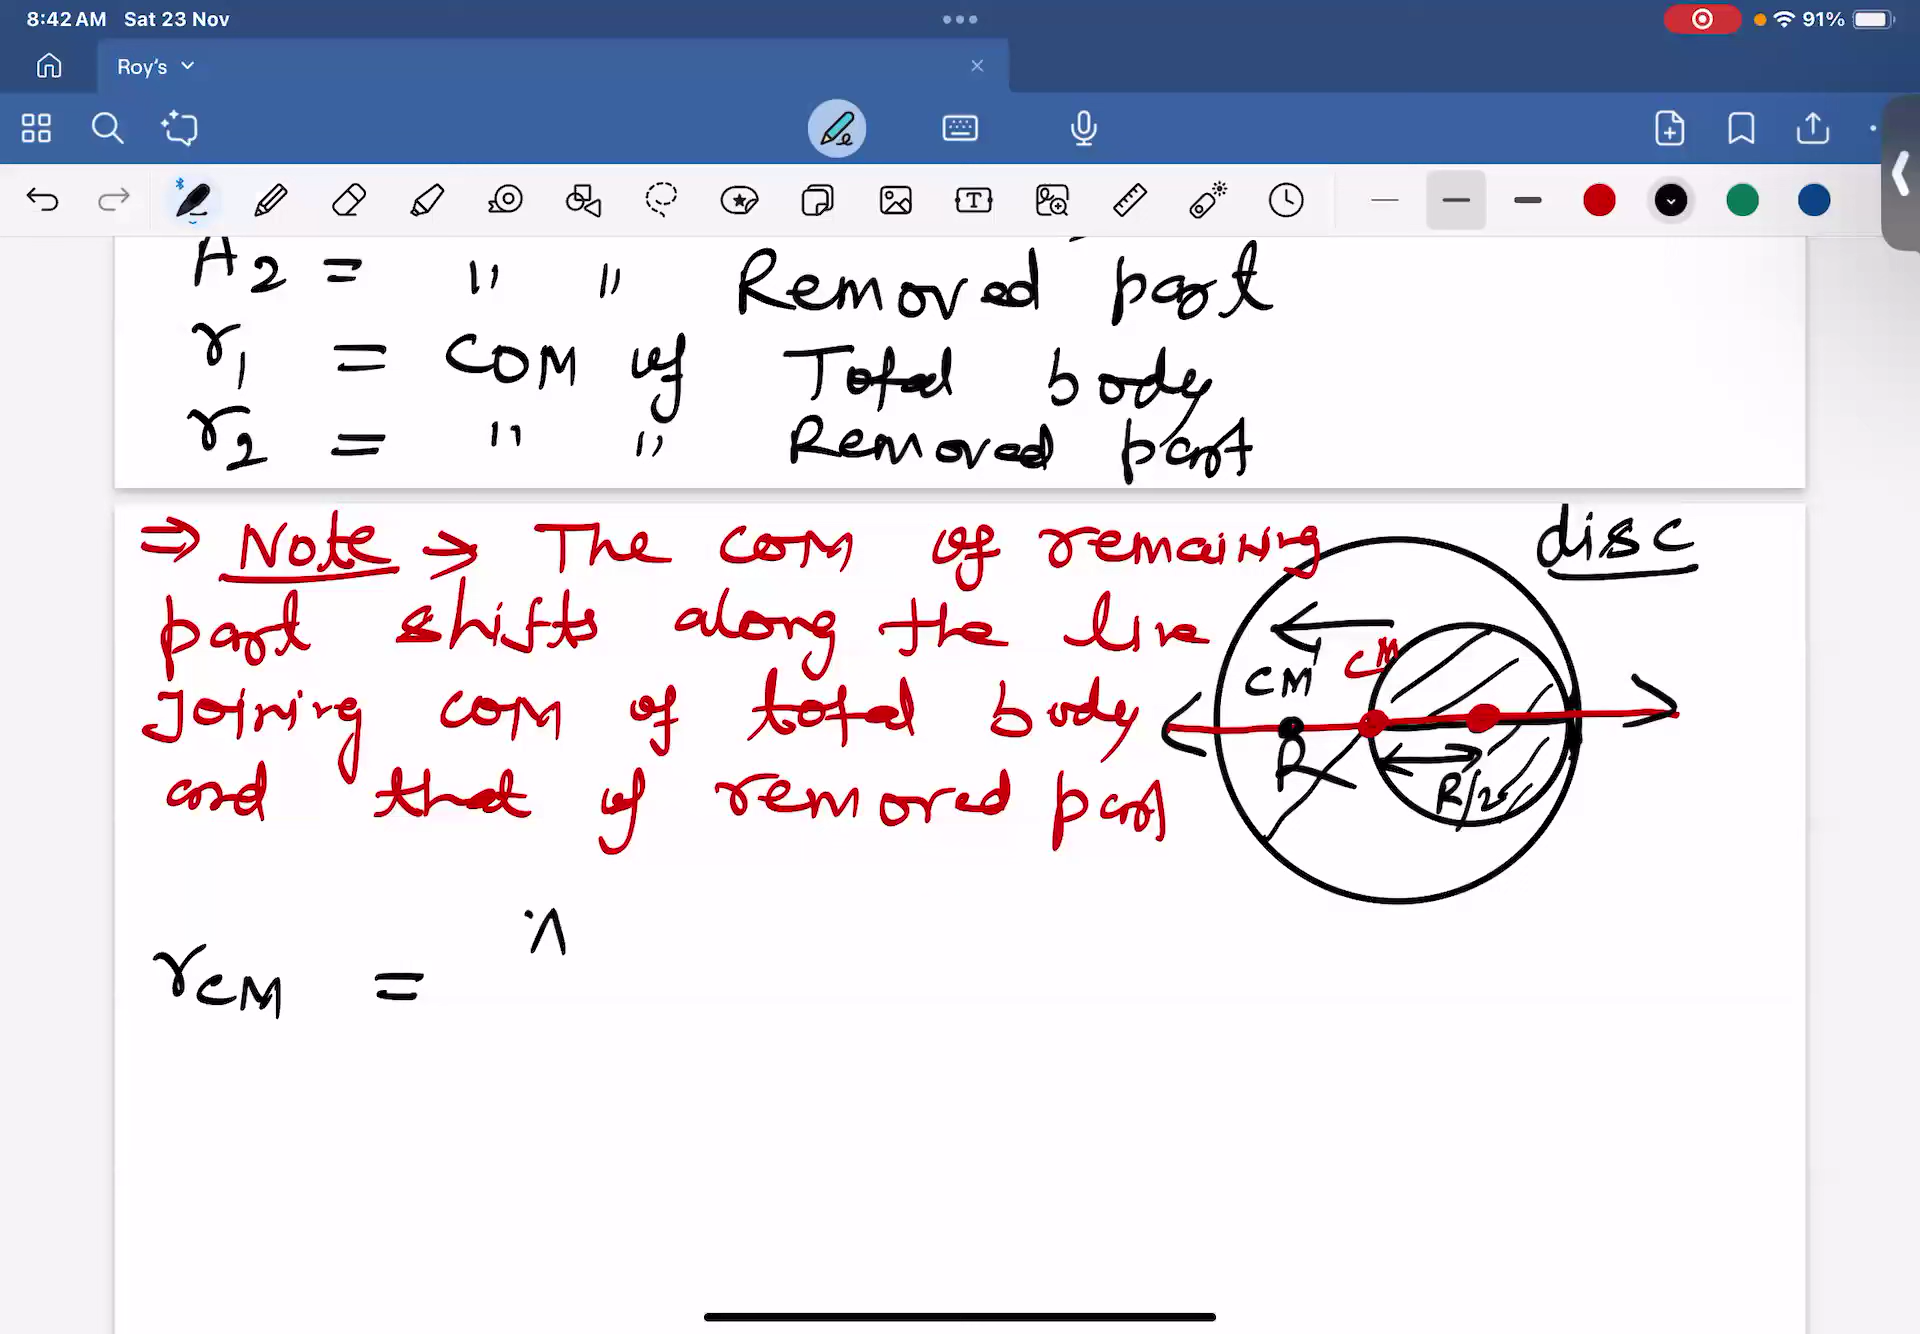 8:42 AM Sat 23 Nov
91%
Roy's
A2 = " " Removed part
r1 = COM of Total body
r2 = " " Removed part
⇒ Note → The COM of remaining
part shifts along the line
Joining COM of total body
and that of removed part
disc
CM' CM
R
R/2
rCM =